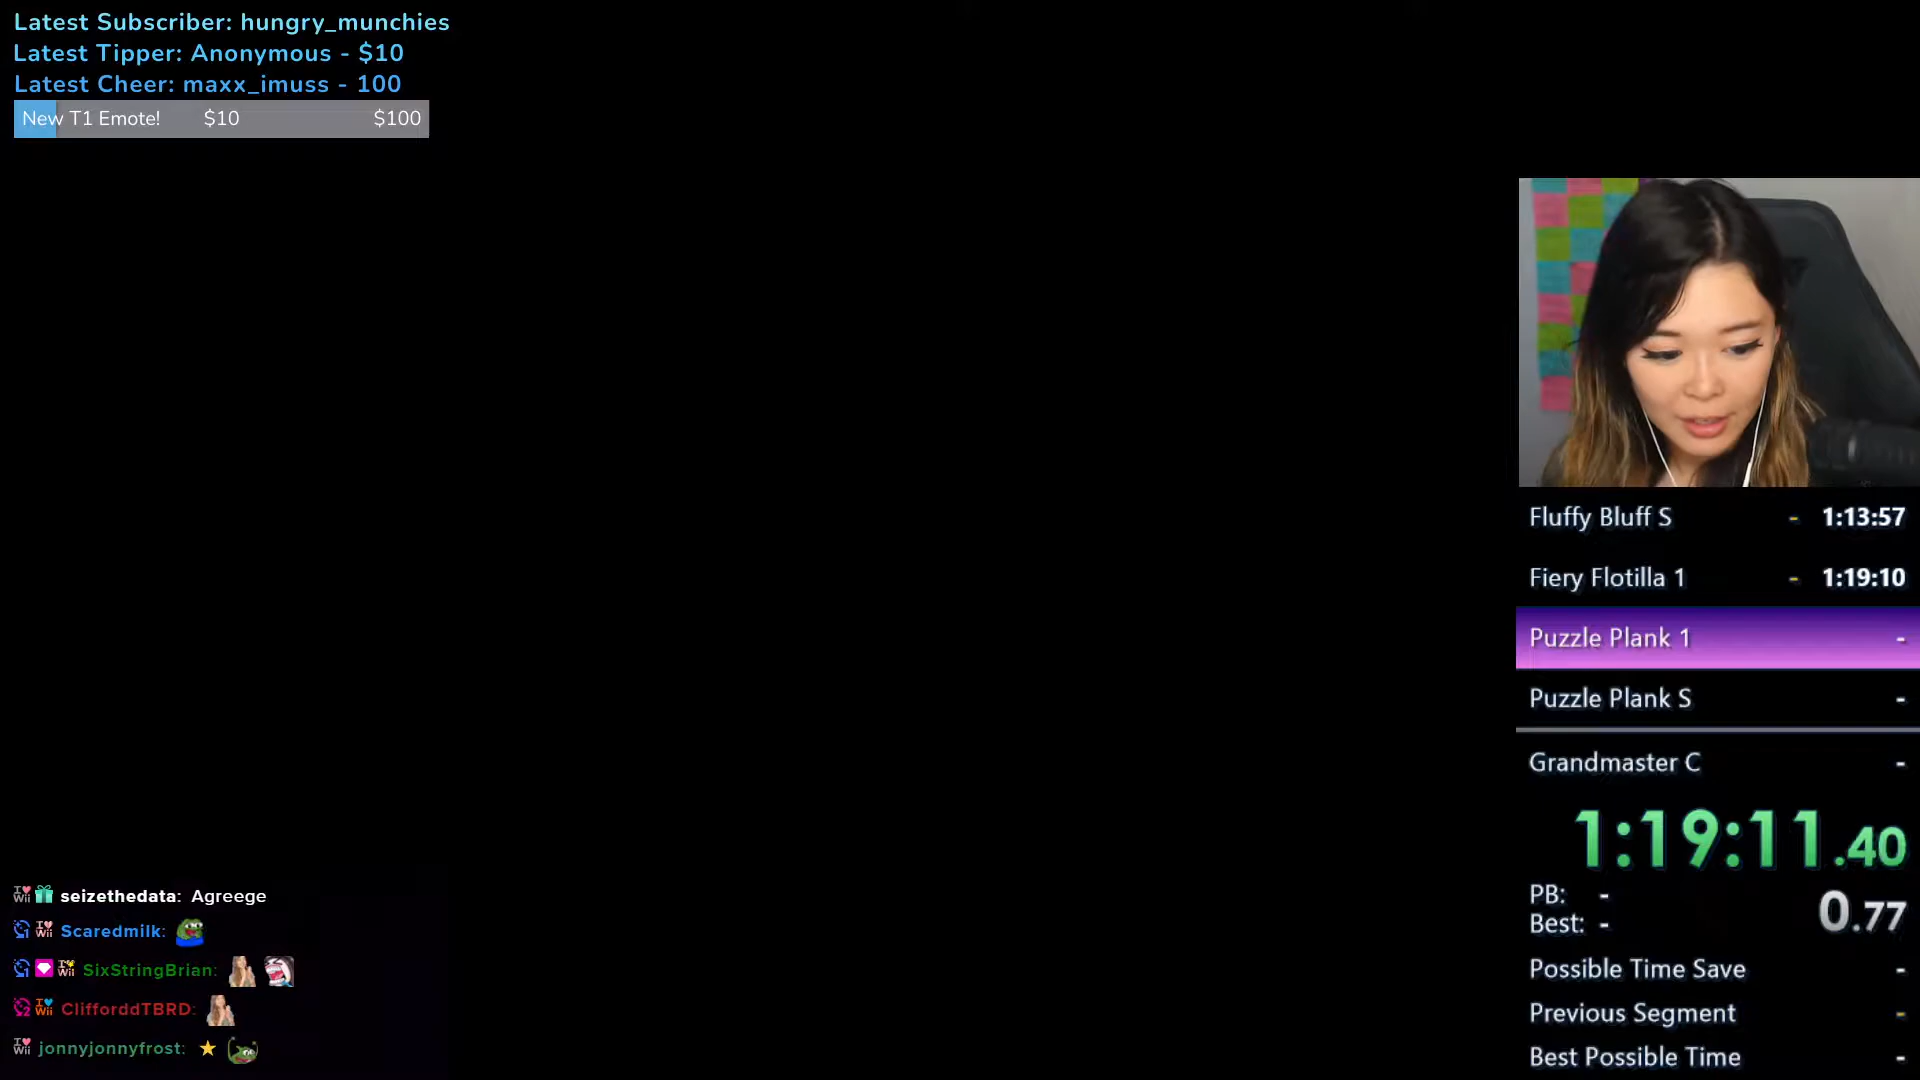 Latest Subscriber: hungry_munchies
Latest Tipper: Anonymous - $10
Latest Cheer: maxx_imuss - 100
New T1 Emote! $10 $100
Fluffy Bluff S - 1:13:57
Fiery Flotilla 1 - 1:19:10
Puzzle Plank 1 -
Puzzle Plank S -
Grandmaster C -
1:19:11.40
PB: - 0.77
Best: -
Possible Time Save -
Previous Segment -
Best Possible Time -
seizethedata: Agreege
Scaredmilk:
SixStringBrian:
CliforddTBRD:
jonnyjonnyfrost: